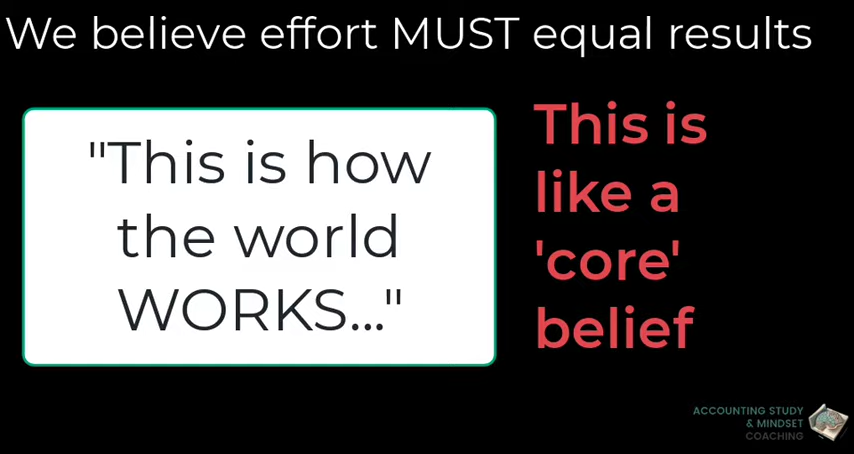 We believe effort MUST equal results
"This is how
the world
WORKS..."
This is
like a
'core'
belief
ACCOUNTING STUDY
& MINDSET
COACHING